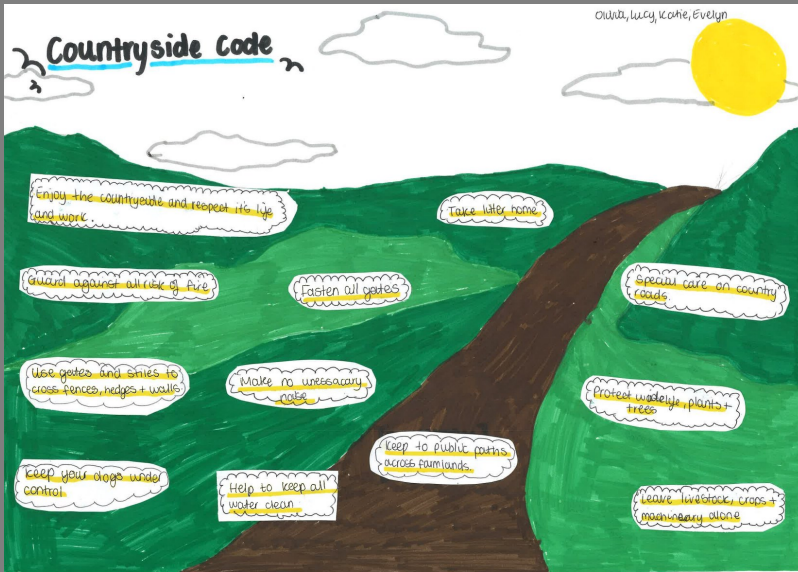 Olivia, Lucy, Katie, Evelyn
Countryside Code
Enjoy the countryside and respect it's life
and work.
Take litter home
Guard against all risk of fire
Fasten all gates
Special care on country
roads.
Use gates and stiles to
cross fences, hedges + walls
Make no unessacary
noise
Protect wildlife, plants +
trees
Keep to public paths
across farmlands.
Keep your dogs under
control
Help to keep all
water clean
Leave livestock, crops +
machineary alone